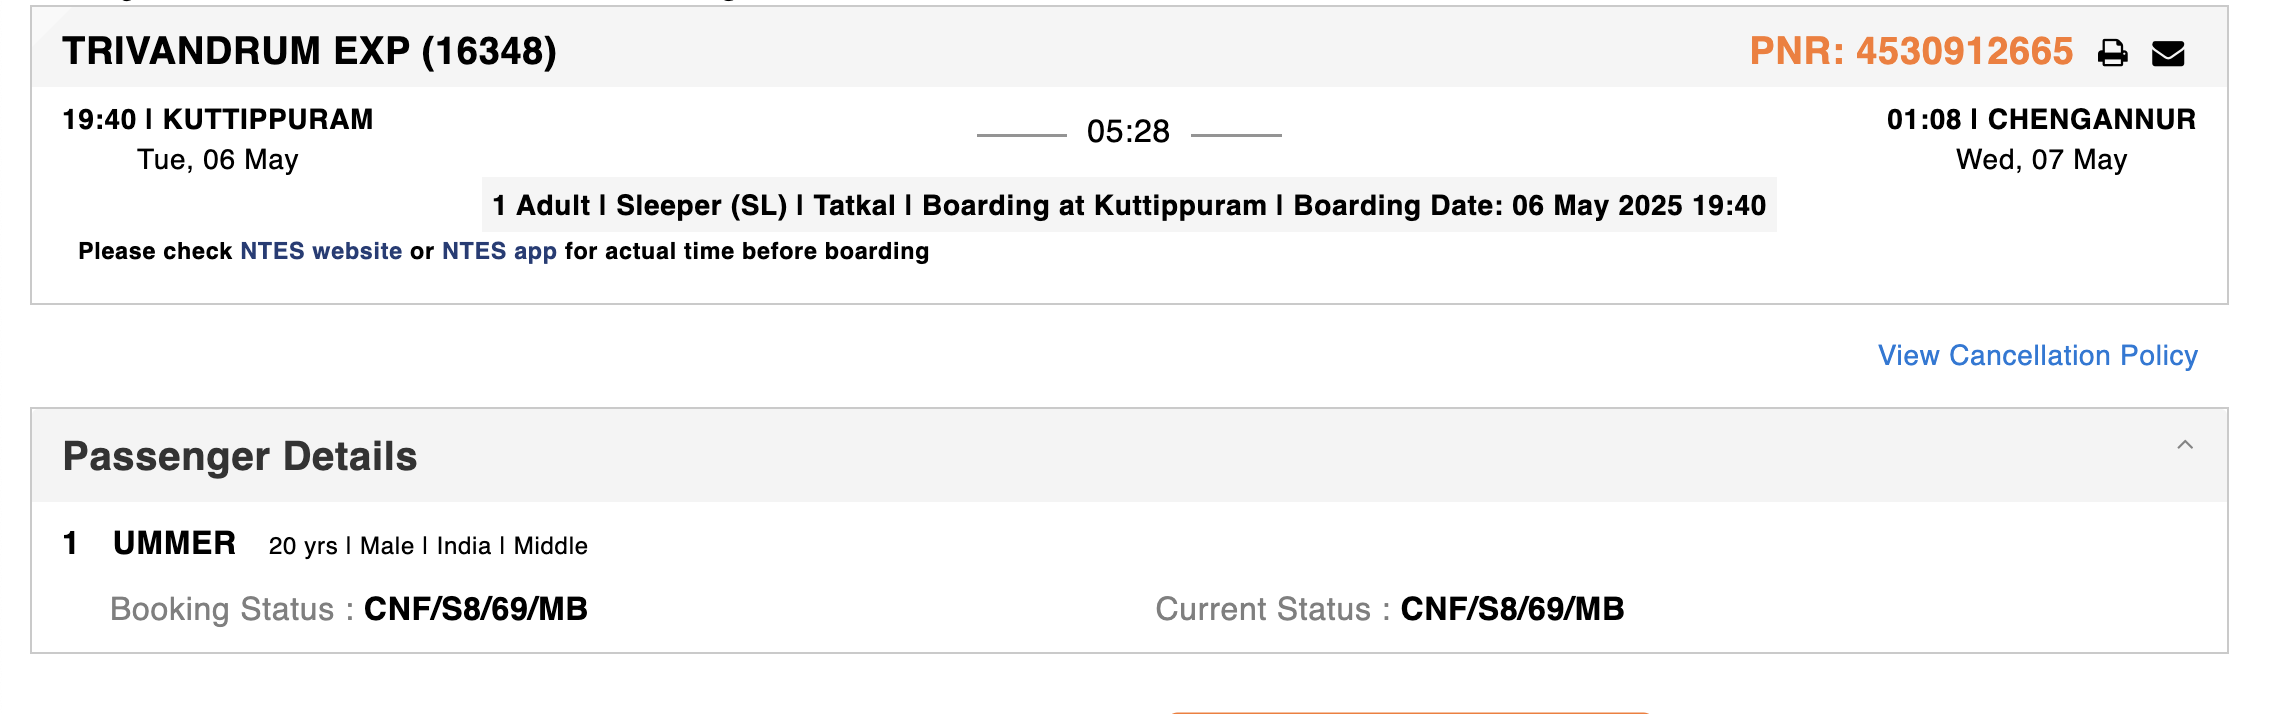 TRIVANDRUM EXP (16348) PNR: 4530912665
19:40 | KUTTIPPURAM 05:28 01:08 | CHENGANNUR
Tue, 06 May Wed, 07 May
1 Adult | Sleeper (SL) | Tatkal | Boarding at Kuttippuram | Boarding Date: 06 May 2025 19:40
Please check NTES website or NTES app for actual time before boarding
View Cancellation Policy
Passenger Details
1 UMMER 20 yrs | Male | India | Middle
Booking Status : CNF/S8/69/MB Current Status : CNF/S8/69/MB